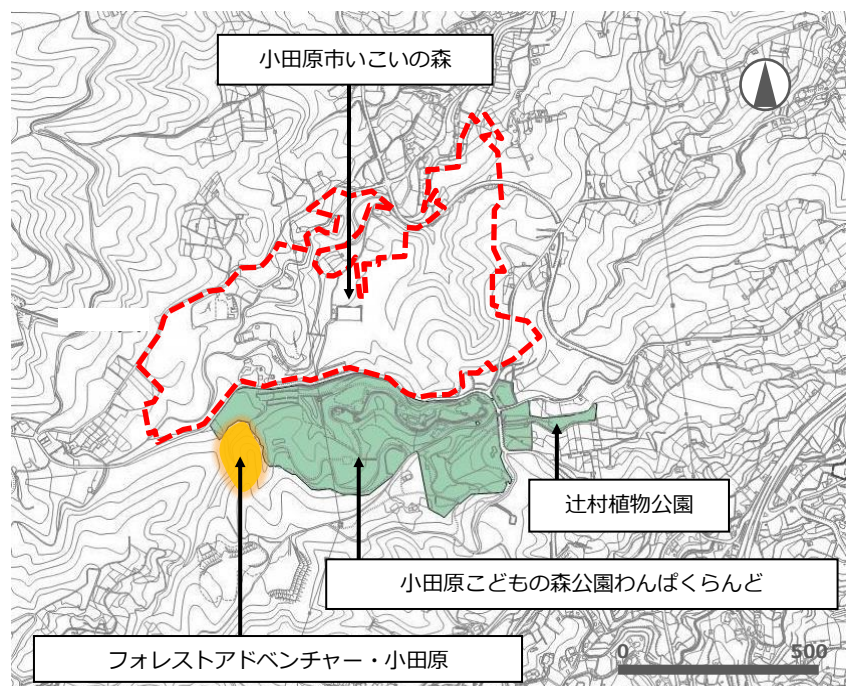 小田原市いこいの森
辻村植物公園
小田原こどもの森公園わんぱくらんど
フォレストアドベンチャー・小田原
0 500